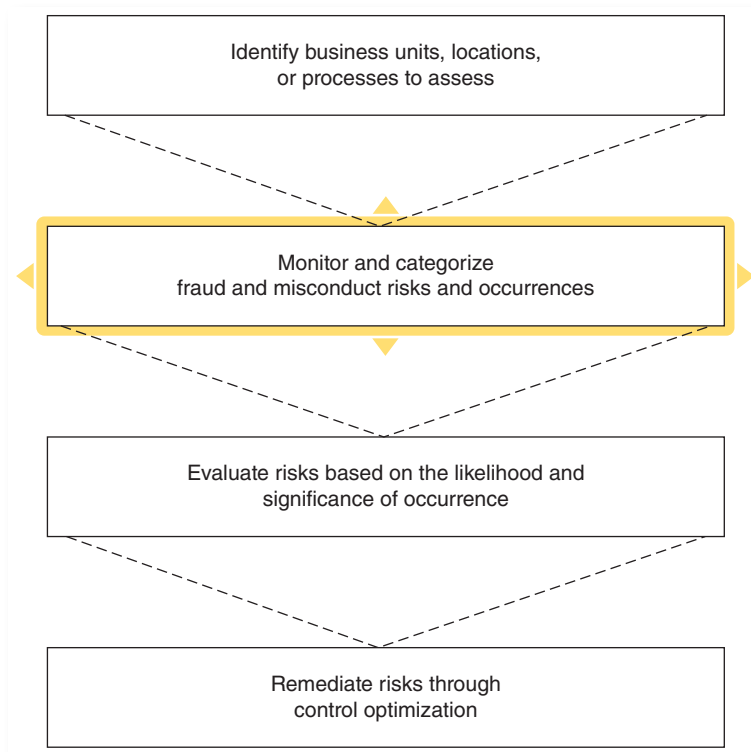 Identify business units, locations,
or processes to assess
Monitor and categorize
fraud and misconduct risks and occurrences
Evaluate risks based on the likelihood and
significance of occurrence
Remediate risks through
control optimization